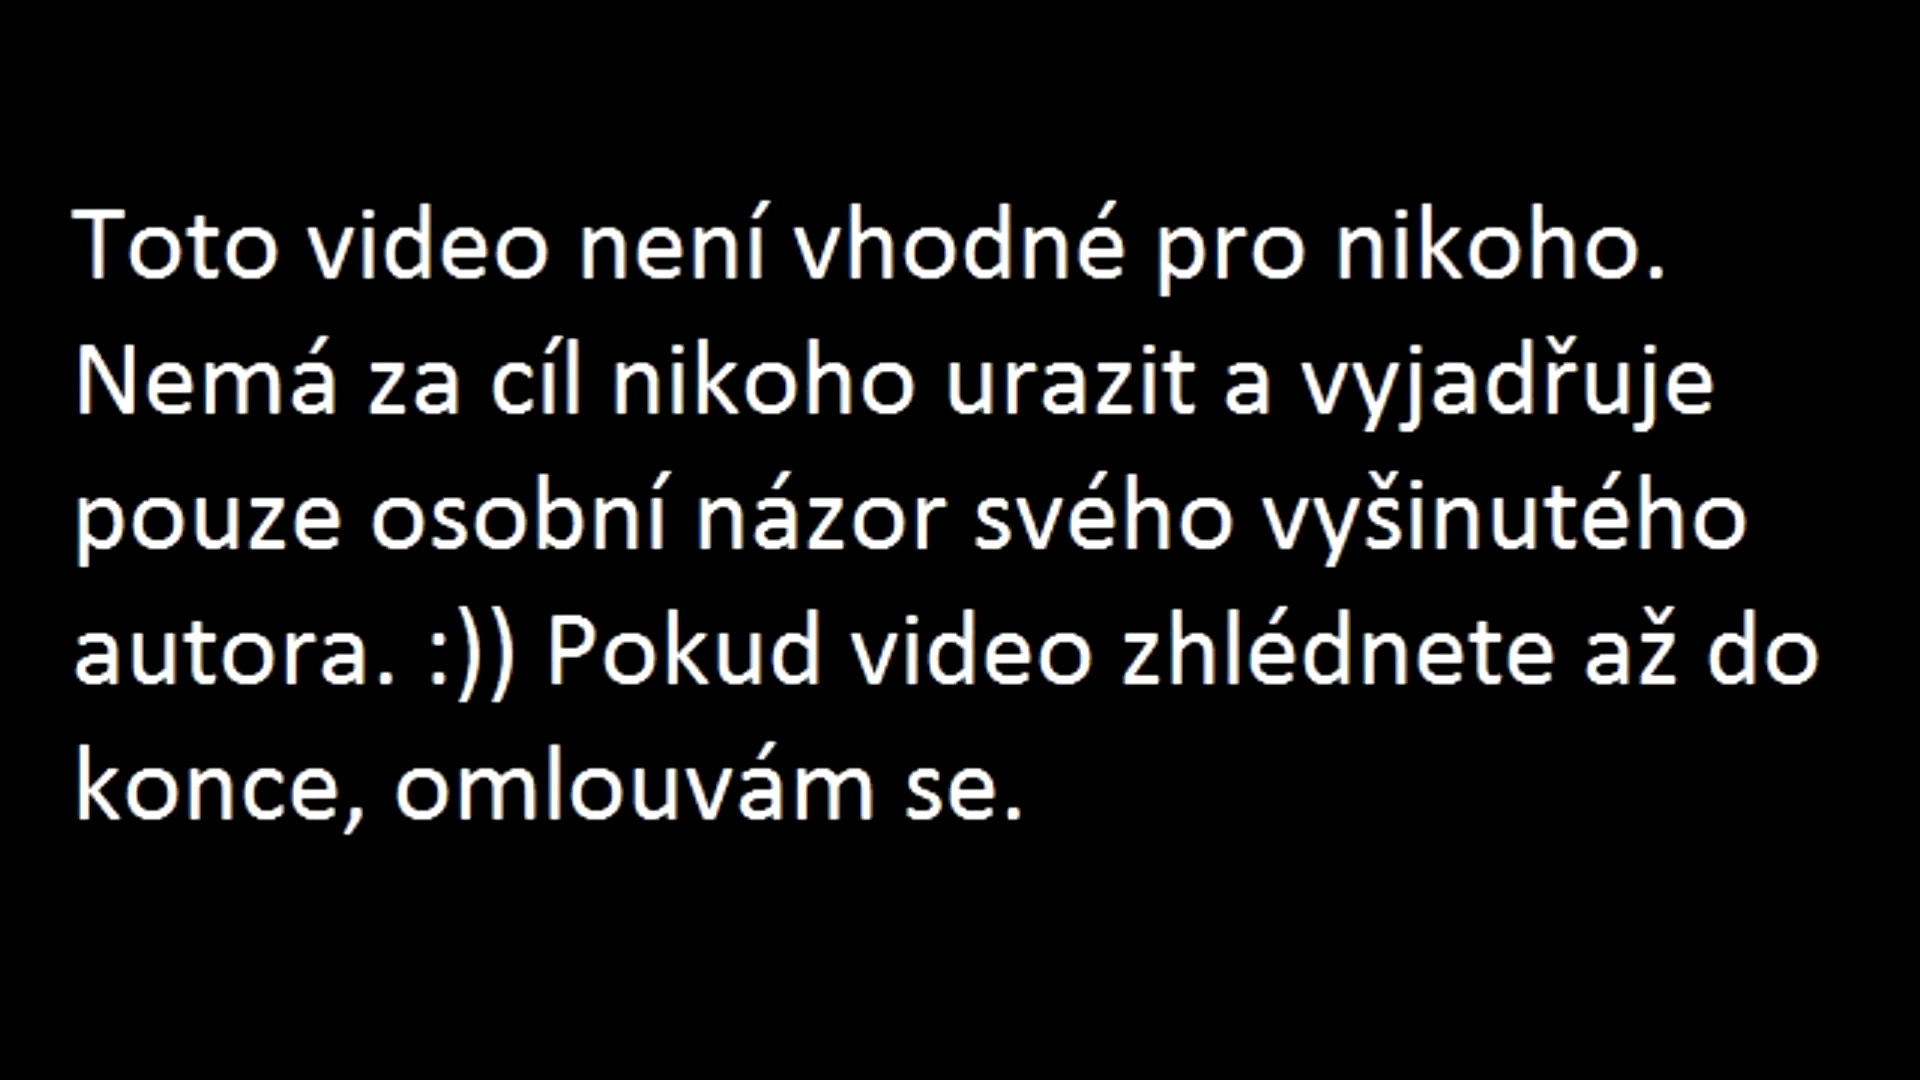 Toto video není vhodné pro nikoho.
Nemá za cíl nikoho urazit a vyjadřuje
pouze osobní názor svého vyšinutého
autora. :)) Pokud video zhlédnete až do
konce, omlouvám se.